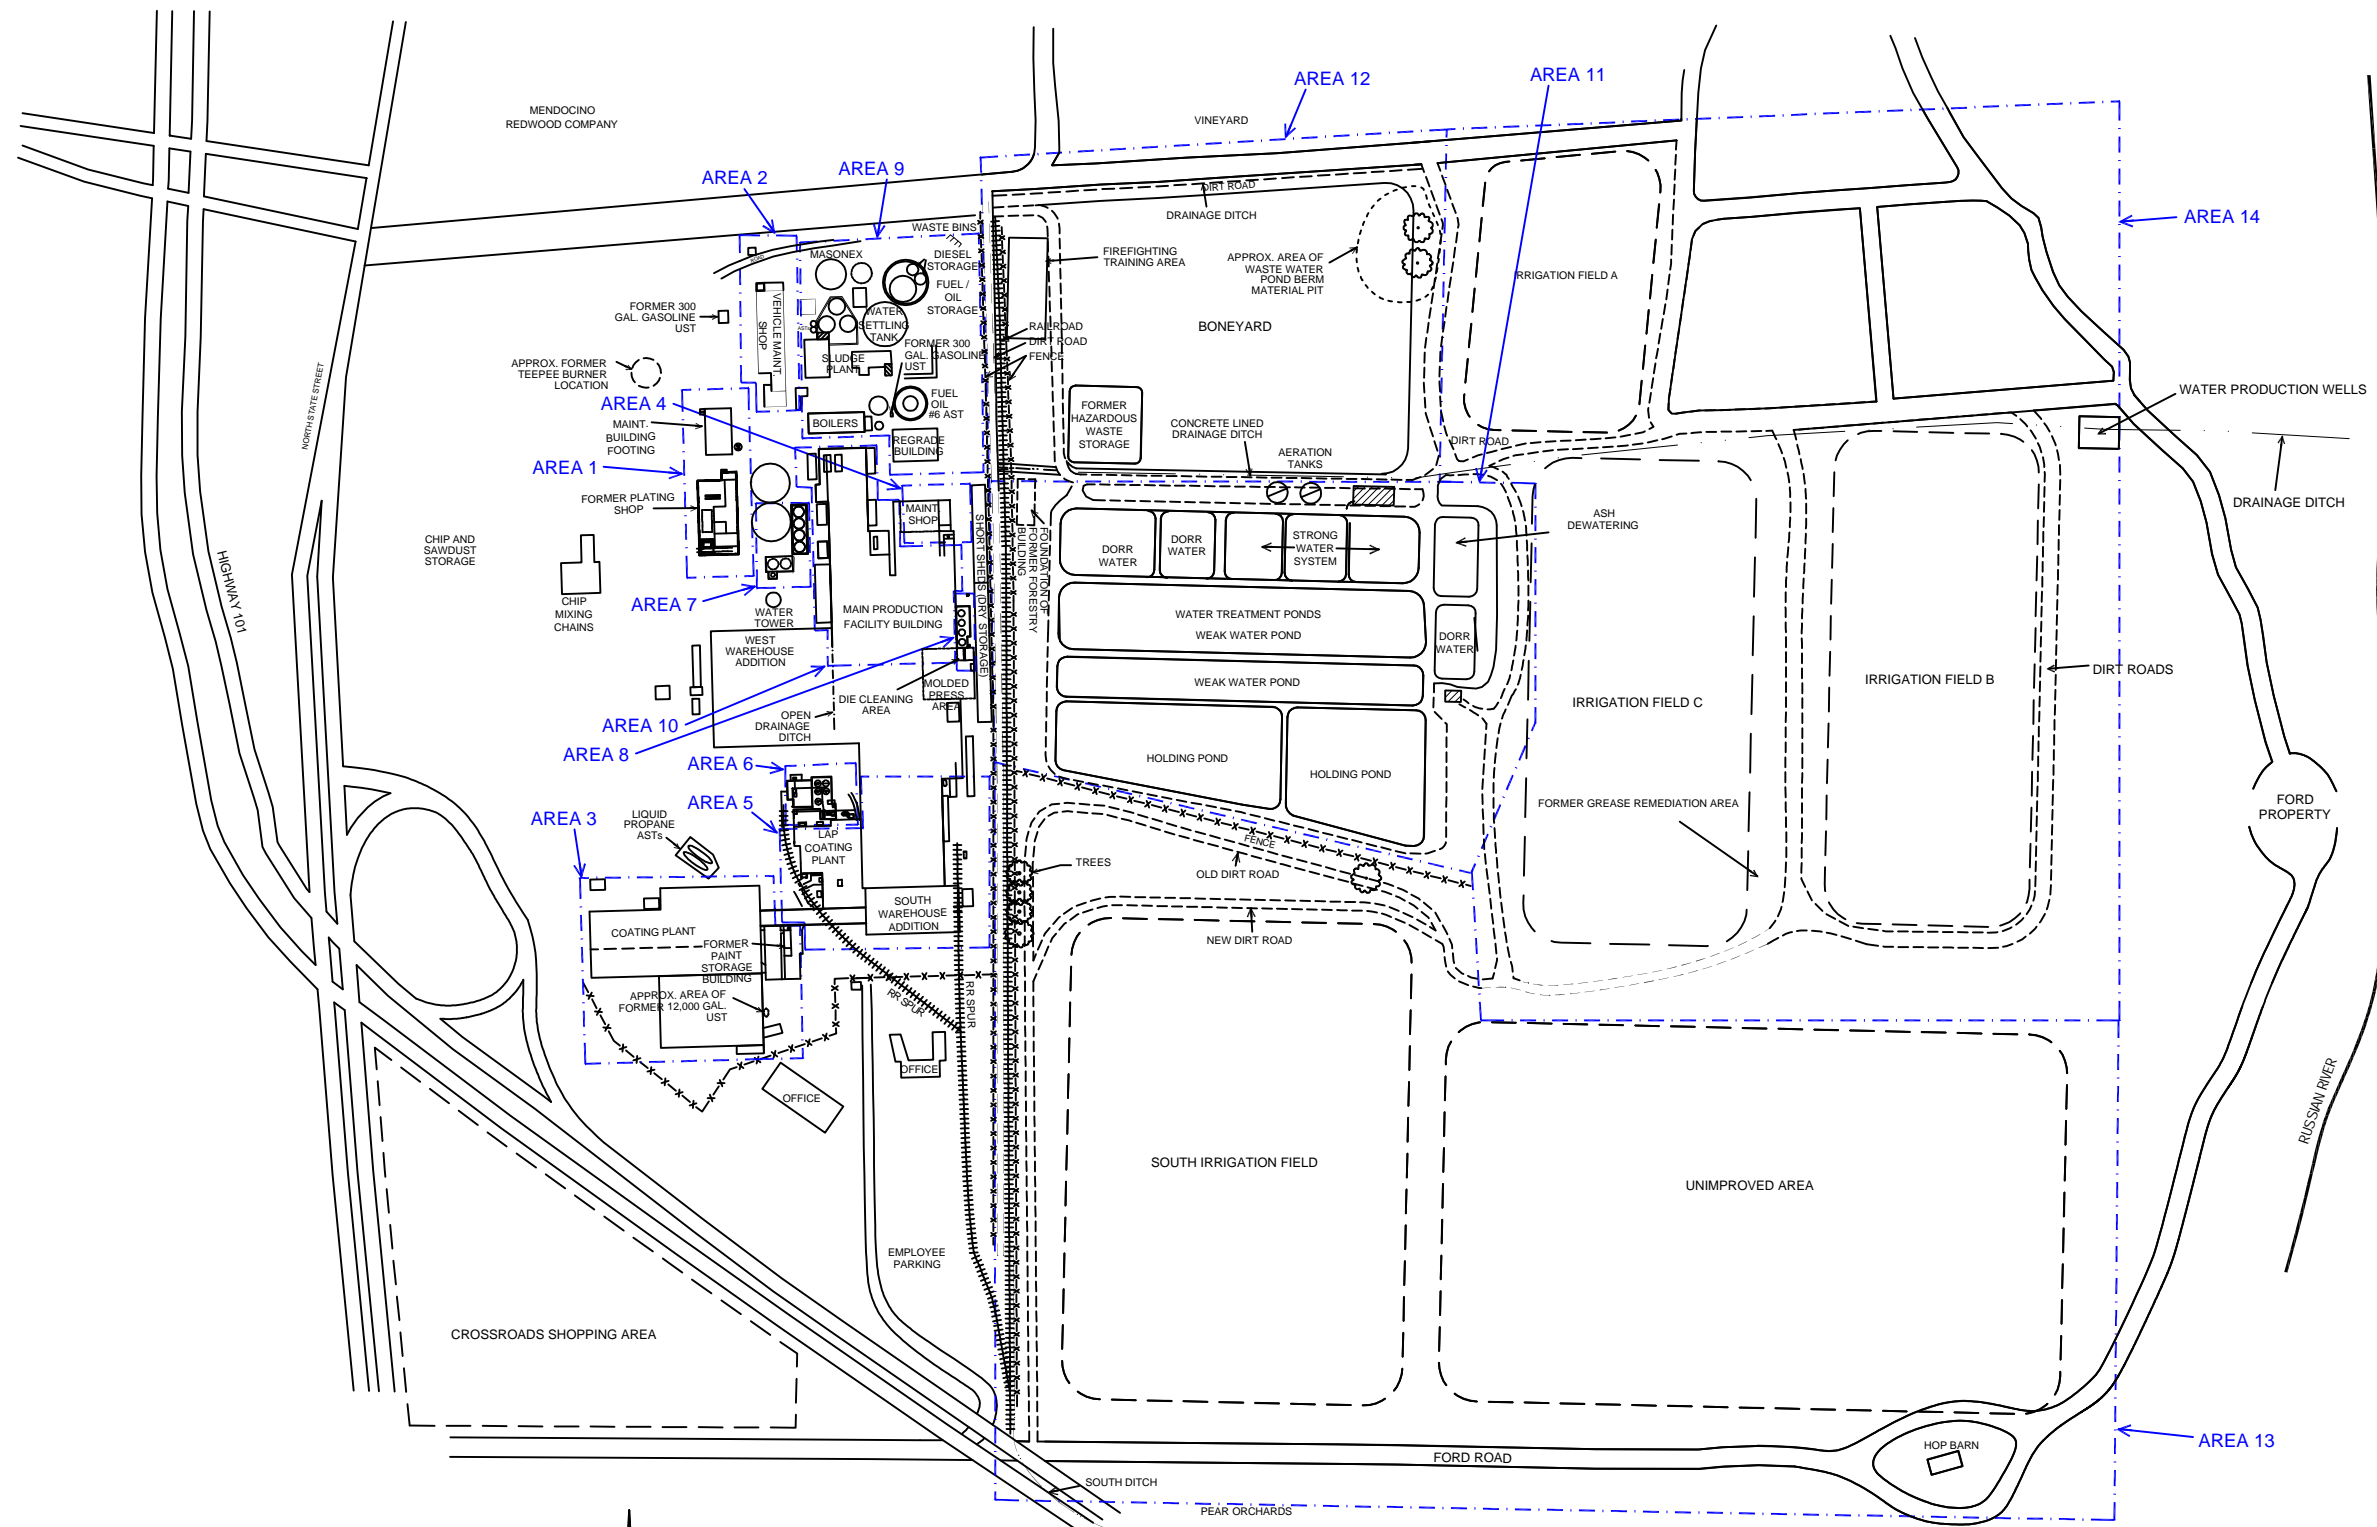 AREA 12
AREA 11
MENDOCINO
REDWOOD COMPANY
VINEYARD
AREA 2
AREA 9
AREA 14
DIRT ROAD
DRAINAGE DITCH
WASTE BINS
MASONEX
DIESEL
STORAGE
ROAD
FIREFIGHTING
TRAINING AREA
APPROX. AREA OF
WASTE WATER
POND BERM
MATERIAL PIT
IRRIGATION FIELD A
FUEL /
OIL
STORAGE
FORMER 300
GAL. GASOLINE
UST
VEHICLE MAINT.
SHOP
ASTs
WATER
SETTLING
TANK
BONEYARD
RAILROAD
DIRT ROAD
FENCE
FORMER 300
GAL. GASOLINE
UST
SLUDGE
PLANT
APPROX. FORMER
TEEPEE BURNER
LOCATION
NORTH STATE STREET
AREA 4
FUEL
OIL
#6 AST
WATER PRODUCTION WELLS
FORMER
HAZARDOUS
WASTE
STORAGE
CONCRETE LINED
DRAINAGE DITCH
MAINT.
BUILDING
FOOTING
BOILERS
REGRADE
BUILDING
DIRT ROAD
AERATION
TANKS
AREA 1
FORMER PLATING
SHOP
DRAINAGE DITCH
MAINT.
SHOP
ASH
DEWATERING
SHORT SHEDS (DRY STORAGE)
FOUNDATION OF
FORMER FORESTRY
BUILDING
CHIP AND
SAWDUST
STORAGE
DORR
WATER
DORR
WATER
STRONG
WATER
SYSTEM
HIGHWAY 101
CHIP
MIXING
CHAINS
AREA 7
WATER
TOWER
MAIN PRODUCTION
FACILITY BUILDING
WATER TREATMENT PONDS
WEAK WATER POND
DORR
WATER
WEST
WAREHOUSE
ADDITION
DIRT ROADS
IRRIGATION FIELD B
MOLDED
PRESS
AREA
WEAK WATER POND
DIE CLEANING
AREA
IRRIGATION FIELD C
AREA 10
OPEN
DRAINAGE
DITCH
AREA 8
AREA 6
HOLDING POND
HOLDING POND
AREA 5
FORMER GREASE REMEDIATION AREA
FORD
PROPERTY
AREA 3
LIQUID
PROPANE
ASTs
LAP
COATING
PLANT
FENCE
TREES
OLD DIRT ROAD
SOUTH
WAREHOUSE
ADDITION
COATING PLANT
FORMER
PAINT
STORAGE
BUILDING
NEW DIRT ROAD
APPROX. AREA OF
FORMER 12,000 GAL.
UST
RR SPUR
RR SPUR
OFFICE
OFFICE
RUSSIAN RIVER
SOUTH IRRIGATION FIELD
UNIMPROVED AREA
EMPLOYEE
PARKING
CROSSROADS SHOPPING AREA
FORD ROAD
HOP BARN
AREA 13
SOUTH DITCH
PEAR ORCHARDS